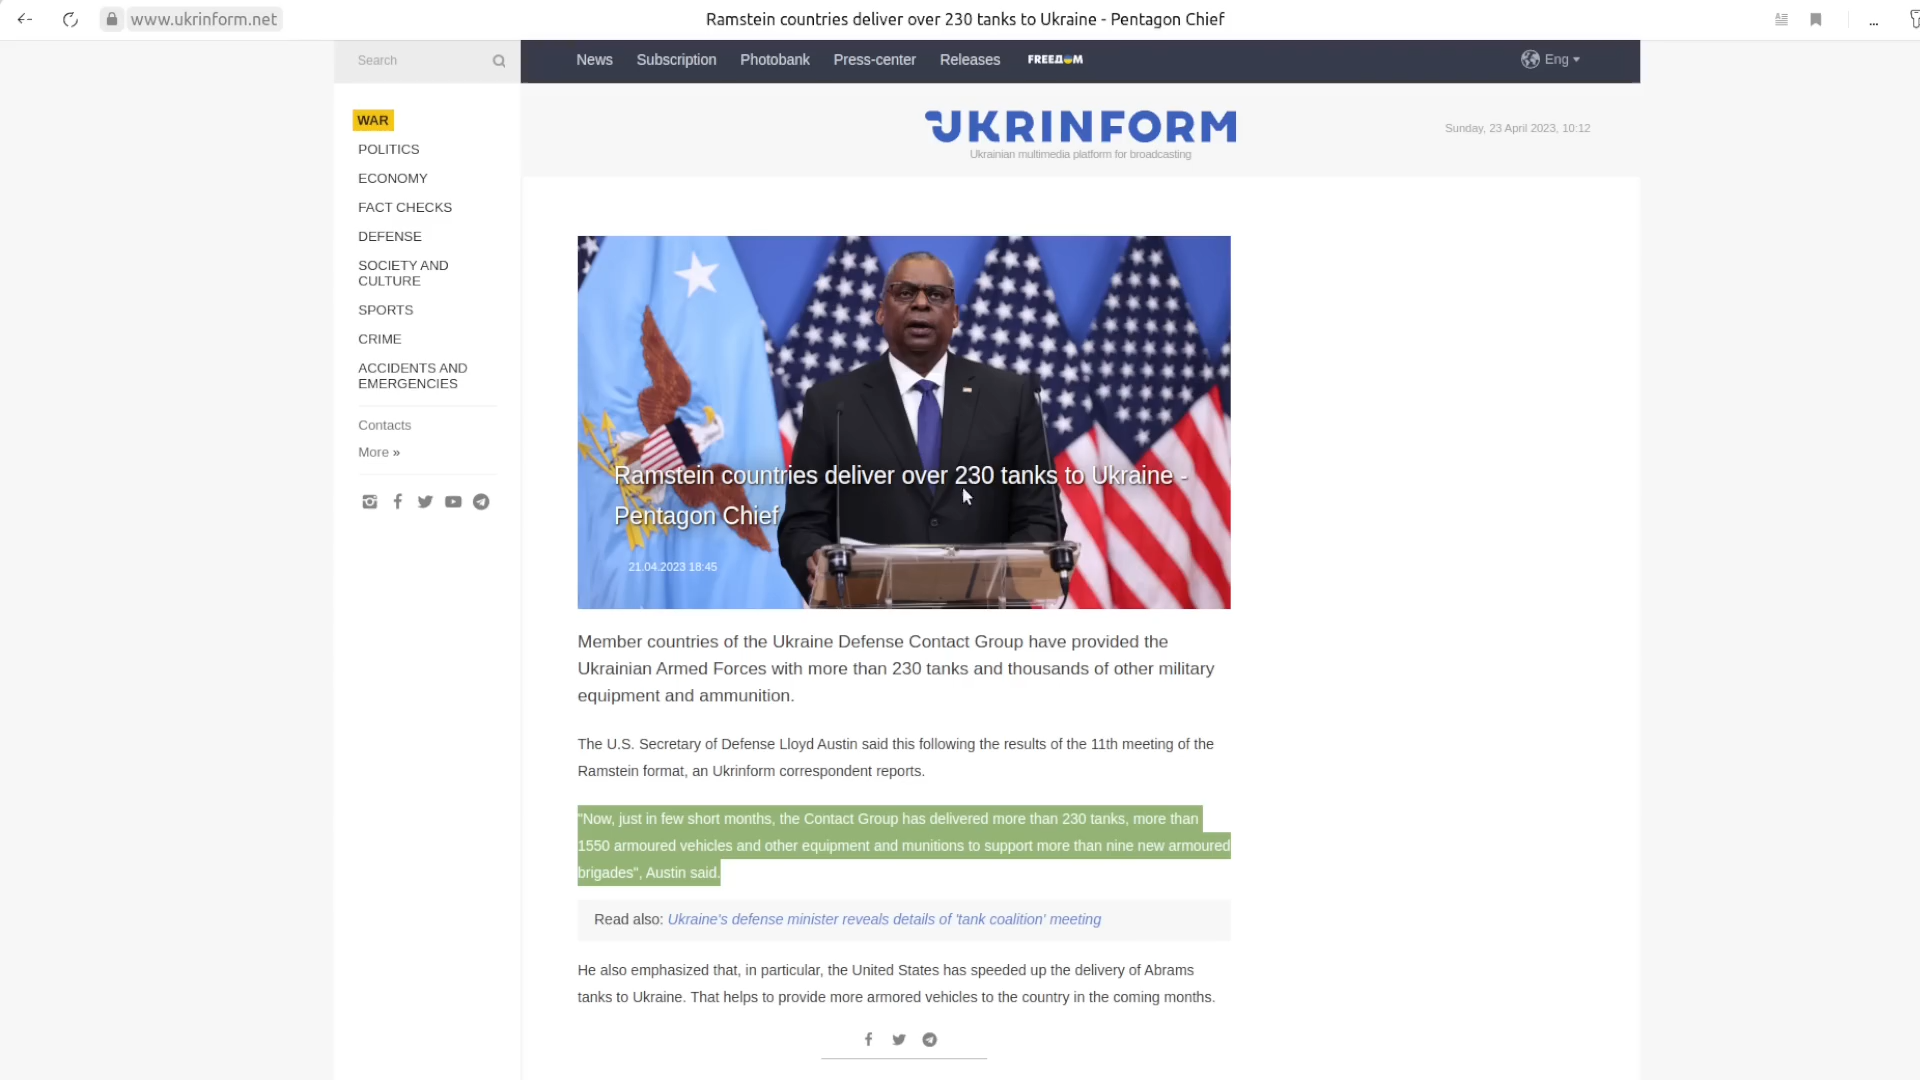 www.ukrinform.net
Ramstein countries deliver over 230 tanks to Ukraine - Pentagon Chief
...
Search
News
Subscription
Photobank
Press-center
Releases
FREEДОМ
Eng
WAR
POLITICS
ECONOMY
FACT CHECKS
DEFENSE
SOCIETY AND
CULTURE
SPORTS
CRIME
ACCIDENTS AND
EMERGENCIES
Contacts
More »
UKRINFORM
Ukrainian multimedia platform for broadcasting
Sunday, 23 April 2023, 10:12
Ramstein countries deliver over 230 tanks to Ukraine -
Pentagon Chief
21.04.2023 18:45
Member countries of the Ukraine Defense Contact Group have provided the
Ukrainian Armed Forces with more than 230 tanks and thousands of other military
equipment and ammunition.
The U.S. Secretary of Defense Lloyd Austin said this following the results of the 11th meeting of the
Ramstein format, an Ukrinform correspondent reports.
"Now, just in few short months, the Contact Group has delivered more than 230 tanks, more than
1550 armoured vehicles and other equipment and munitions to support more than nine new armoured
brigades", Austin said.
Read also: Ukraine's defense minister reveals details of 'tank coalition' meeting
He also emphasized that, in particular, the United States has speeded up the delivery of Abrams
tanks to Ukraine. That helps to provide more armored vehicles to the country in the coming months.